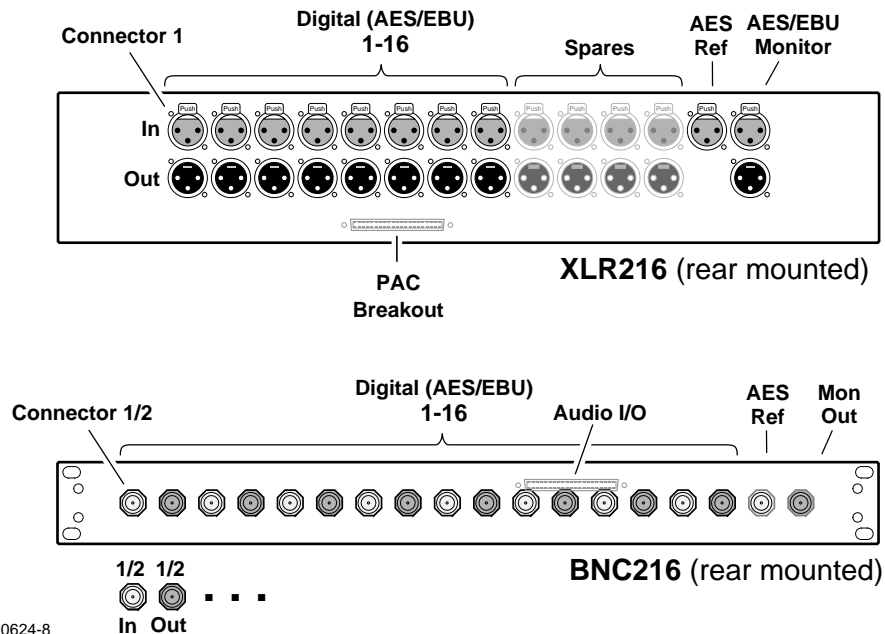 Connector 1
Digital (AES/EBU)
1-16
Spares
AES
Ref
AES/EBU
Monitor
Push Push Push Push Push Push Push Push Push Push Push Push Push Push
In
Out
PAC
Breakout
XLR216 (rear mounted)
Connector 1/2
Digital (AES/EBU)
1-16
Audio I/O
AES
Ref
Mon
Out
BNC216 (rear mounted)
1/2 1/2
In Out
0624-8